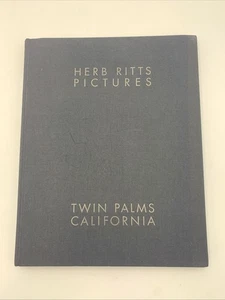 HERB RITTS
PICTURES
TWIN PALMS
CALIFORNIA